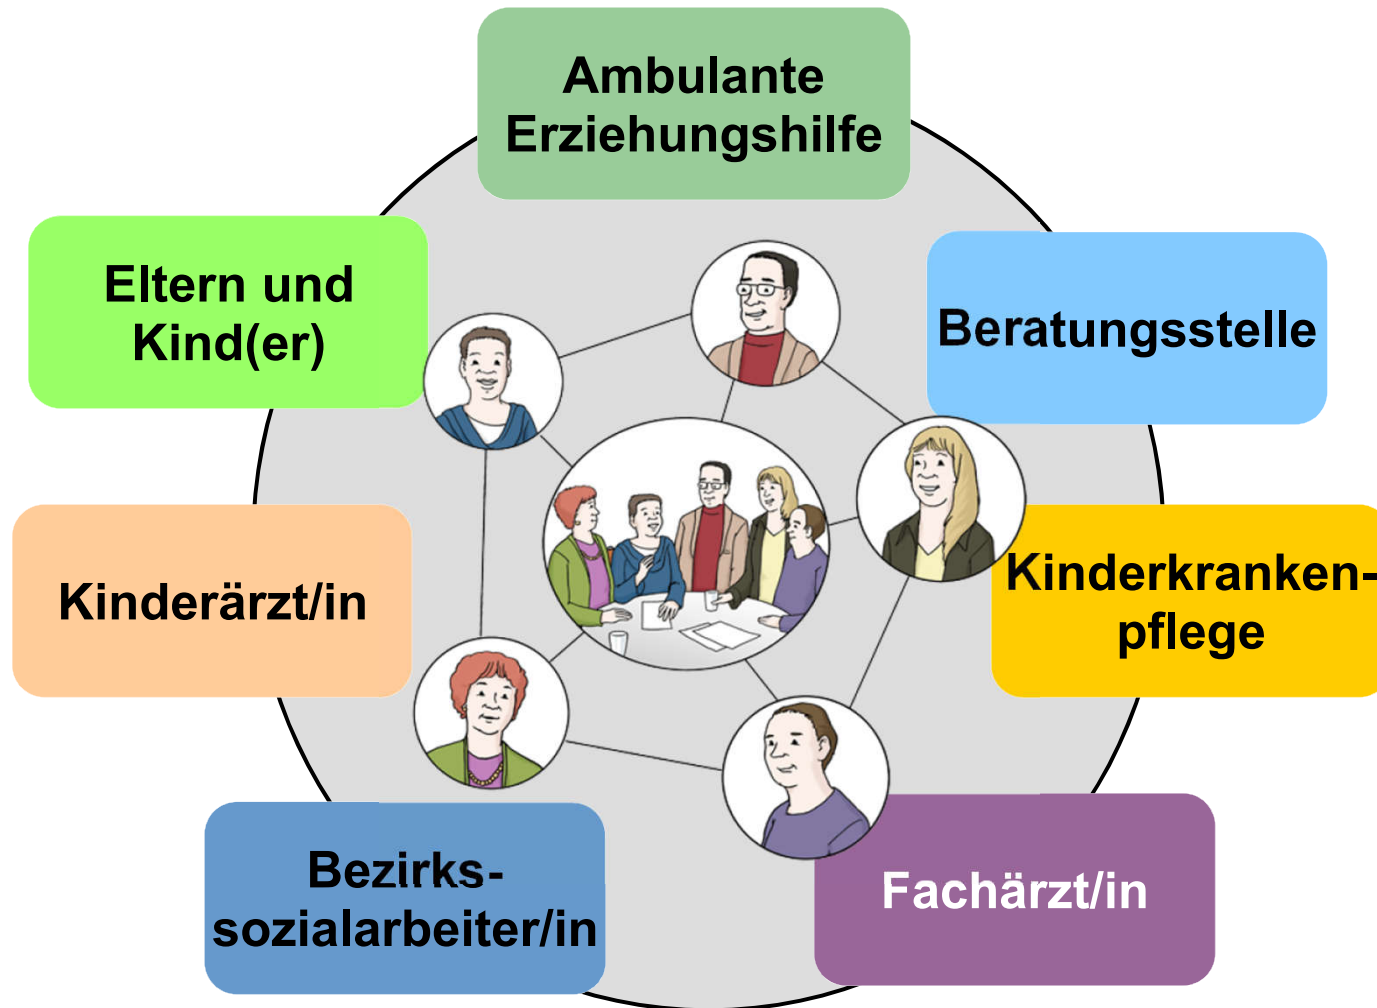 Ambulante
Erziehungshilfe
Eltern und
Kind(er)
Beratungsstelle
Kinderärzt/in
Kinderkranken-
pflege
Bezirks-
sozialarbeiter/in
Fachärzt/in